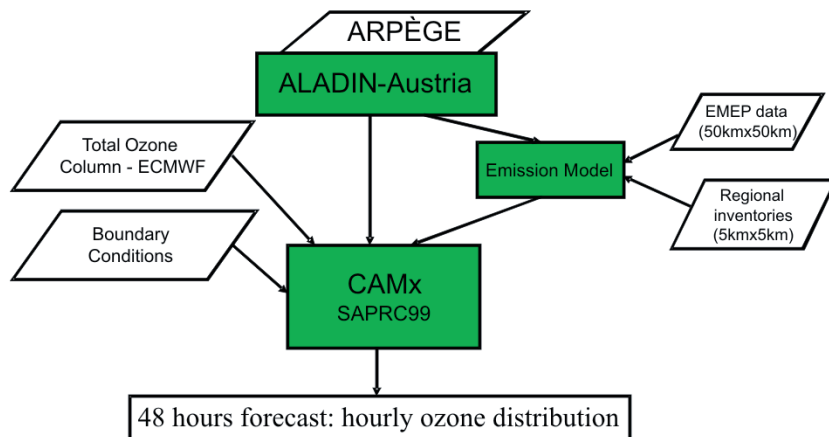 ARPÈGE
ALADIN-Austria
Total Ozone
Column - ECMWF
EMEP data
(50kmx50km)
Emission Model
Regional
inventories
(5kmx5km)
Boundary
Conditions
CAMx
SAPRC99
48 hours forecast: hourly ozone distribution